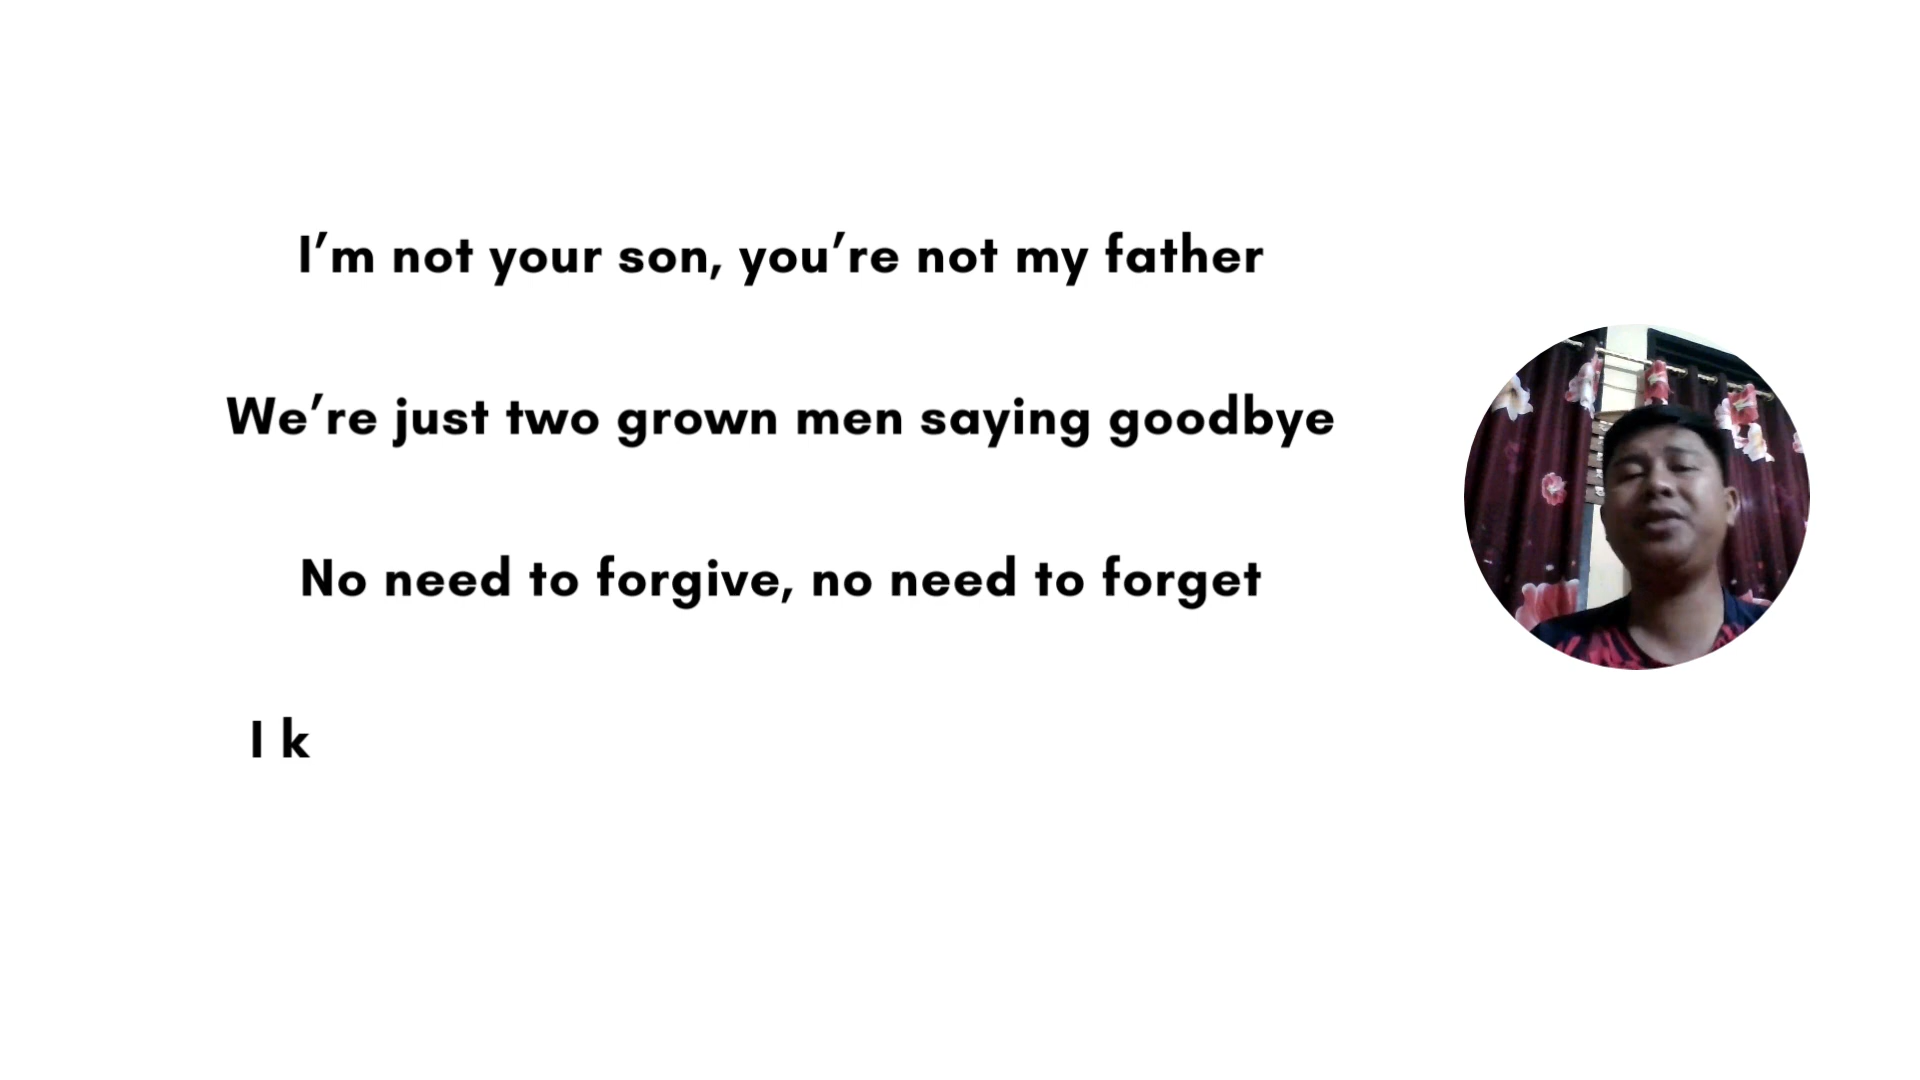 I’m not your son, you’re not my father
We’re just two grown men saying goodbye
No need to forgive, no need to forget
I k